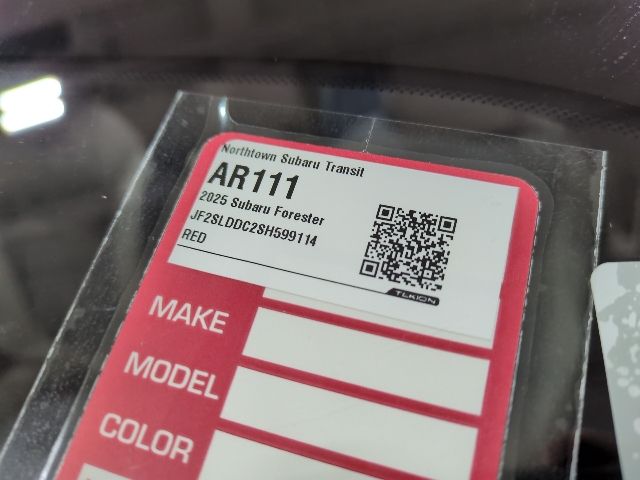 Northtown Subaru Transit
AR111
2025 Subaru Forester
JF2SLDDC2SH599114
RED
TEKION
MAKE
MODEL
COLOR